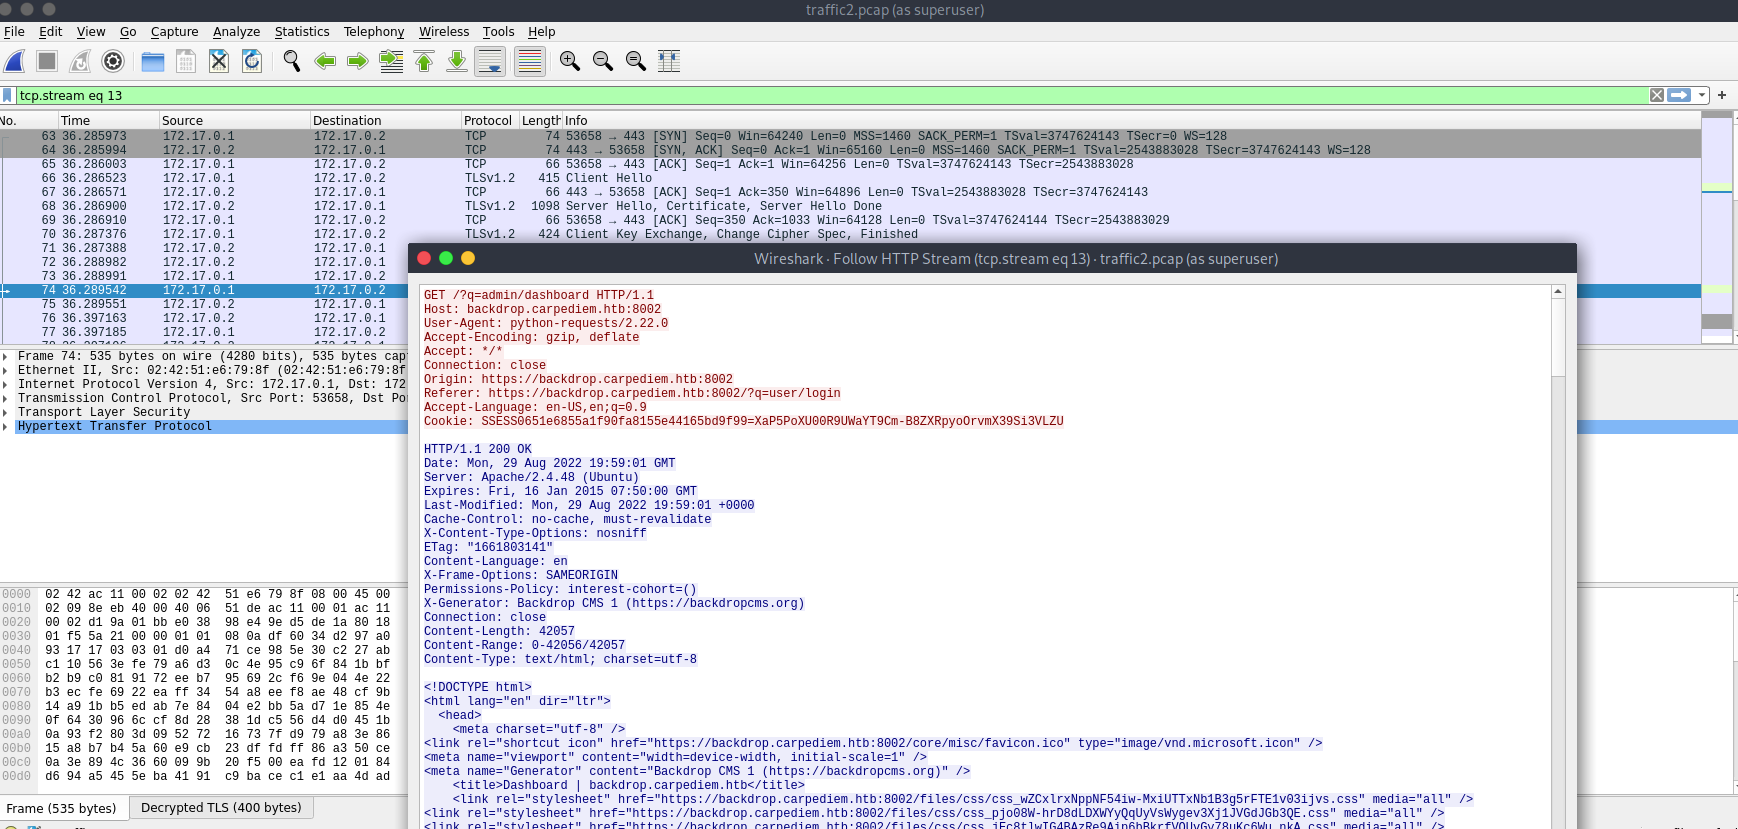 traffic2.pcap (as superuser)
File Edit View Go Capture Analyze Statistics Telephony Wireless Tools Help
tcp.stream eq 13
No. Time Source Destination Protocol Length Info
63 36.285973 172.17.0.1 172.17.0.2 TCP 74 53658 → 443 [SYN] Seq=0 Win=64240 Len=0 MSS=1460 SACK_PERM=1 TSval=3747624143 TSecr=0 WS=128
64 36.285994 172.17.0.2 172.17.0.1 TCP 74 443 → 53658 [SYN, ACK] Seq=0 Ack=1 Win=65160 Len=0 MSS=1460 SACK_PERM=1 TSval=2543883028 TSecr=3747624143 WS=128
65 36.286003 172.17.0.1 172.17.0.2 TCP 66 53658 → 443 [ACK] Seq=1 Ack=1 Win=64256 Len=0 TSval=3747624143 TSecr=2543883028
66 36.286523 172.17.0.1 172.17.0.2 TLSv1.2 415 Client Hello
67 36.286571 172.17.0.2 172.17.0.1 TCP 66 443 → 53658 [ACK] Seq=1 Ack=350 Win=64896 Len=0 TSval=2543883028 TSecr=3747624143
68 36.286900 172.17.0.2 172.17.0.1 TLSv1.2 1098 Server Hello, Certificate, Server Hello Done
69 36.286910 172.17.0.1 172.17.0.2 TCP 66 53658 → 443 [ACK] Seq=350 Ack=1033 Win=64128 Len=0 TSval=3747624144 TSecr=2543883029
70 36.287376 172.17.0.1 172.17.0.2 TLSv1.2 424 Client Key Exchange, Change Cipher Spec, Finished
71 36.287388 172.17.0.2 172.17.0.1
72 36.288982 172.17.0.2 172.17.0.1
73 36.288991 172.17.0.1 172.17.0.2
74 36.289542 172.17.0.1 172.17.0.2
75 36.289551 172.17.0.2 172.17.0.1
76 36.397163 172.17.0.2 172.17.0.1
77 36.397185 172.17.0.1 172.17.0.2
Frame 74: 535 bytes on wire (4280 bits), 535 bytes cap
Ethernet II, Src: 02:42:51:e6:79:8f (02:42:51:e6:79:8f
Internet Protocol Version 4, Src: 172.17.0.1, Dst: 172
Transmission Control Protocol, Src Port: 53658, Dst Po
Transport Layer Security
Hypertext Transfer Protocol
0000 02 42 ac 11 00 02 02 42 51 e6 79 8f 08 00 45 00
0010 02 09 8e eb 40 00 40 06 51 de ac 11 00 01 ac 11
0020 00 02 d1 9a 01 bb e0 38 98 e4 9e d5 de 1a 80 18
0030 01 f5 5a 21 00 00 01 01 08 0a df 60 34 d2 97 a0
0040 93 17 17 03 03 01 d0 a4 71 ce 98 5e 30 c2 27 ab
0050 c1 10 56 3e fe 79 a6 d3 0c 4e 95 c9 6f 84 1b bf
0060 b2 b9 c0 81 91 72 ee b7 95 69 2c f6 9e 04 4e 22
0070 b3 ec fe 69 22 ea ff 34 54 a8 ee f8 ae 48 cf 9b
0080 14 a9 1b b5 ed ab 7e 84 04 e2 bb 5a d7 1e 85 4e
0090 0f 64 30 96 6c cf 8d 28 38 1d c5 56 d4 d0 45 1b
00a0 0a 93 f2 80 3d 09 52 72 16 73 7f d9 79 a8 3e 86
00b0 15 a8 b7 b4 5a 60 e9 cb 23 df fd ff 86 a3 50 ce
00c0 0a 3e 89 4c 36 60 09 9b 20 f5 00 ea fd 12 01 84
00d0 d6 94 a5 45 5e ba 41 91 c9 ba ce c1 e1 aa 4d ad
Frame (535 bytes) Decrypted TLS (400 bytes)
Wireshark · Follow HTTP Stream (tcp.stream eq 13) · traffic2.pcap (as superuser)
GET /?q=admin/dashboard HTTP/1.1
Host: backdrop.carpediem.htb:8002
User-Agent: python-requests/2.22.0
Accept-Encoding: gzip, deflate
Accept: */*
Connection: close
Origin: https://backdrop.carpediem.htb:8002
Referer: https://backdrop.carpediem.htb:8002/?q=user/login
Accept-Language: en-US,en;q=0.9
Cookie: SSESS0651e6855a1f90fa8155e44165bd9f99=XaP5PoXU00R9UWaYT9Cm-B8ZXRpyoOrvmX39Si3VLZU
HTTP/1.1 200 OK
Date: Mon, 29 Aug 2022 19:59:01 GMT
Server: Apache/2.4.48 (Ubuntu)
Expires: Fri, 16 Jan 2015 07:50:00 GMT
Last-Modified: Mon, 29 Aug 2022 19:59:01 +0000
Cache-Control: no-cache, must-revalidate
X-Content-Type-Options: nosniff
ETag: "1661803141"
Content-Language: en
X-Frame-Options: SAMEORIGIN
Permissions-Policy: interest-cohort=()
X-Generator: Backdrop CMS 1 (https://backdropcms.org)
Connection: close
Content-Length: 42057
Content-Range: 0-42056/42057
Content-Type: text/html; charset=utf-8
<!DOCTYPE html>
<html lang="en" dir="ltr">
<head>
<meta charset="utf-8" />
<link rel="shortcut icon" href="https://backdrop.carpediem.htb:8002/core/misc/favicon.ico" type="image/vnd.microsoft.icon" />
<meta name="viewport" content="width=device-width, initial-scale=1" />
<meta name="Generator" content="Backdrop CMS 1 (https://backdropcms.org)" />
<title>Dashboard | backdrop.carpediem.htb</title>
<link rel="stylesheet" href="https://backdrop.carpediem.htb:8002/files/css/css_wZCxlrxNppNF54iw-MxiUTTxNb1B3g5rFTE1v03ijvs.css" media="all" />
<link rel="stylesheet" href="https://backdrop.carpediem.htb:8002/files/css/css_pjo08W-hrD8dLDXWYyQqUyVsWygev3Xj1JVGdJGb3QE.css" media="all" />